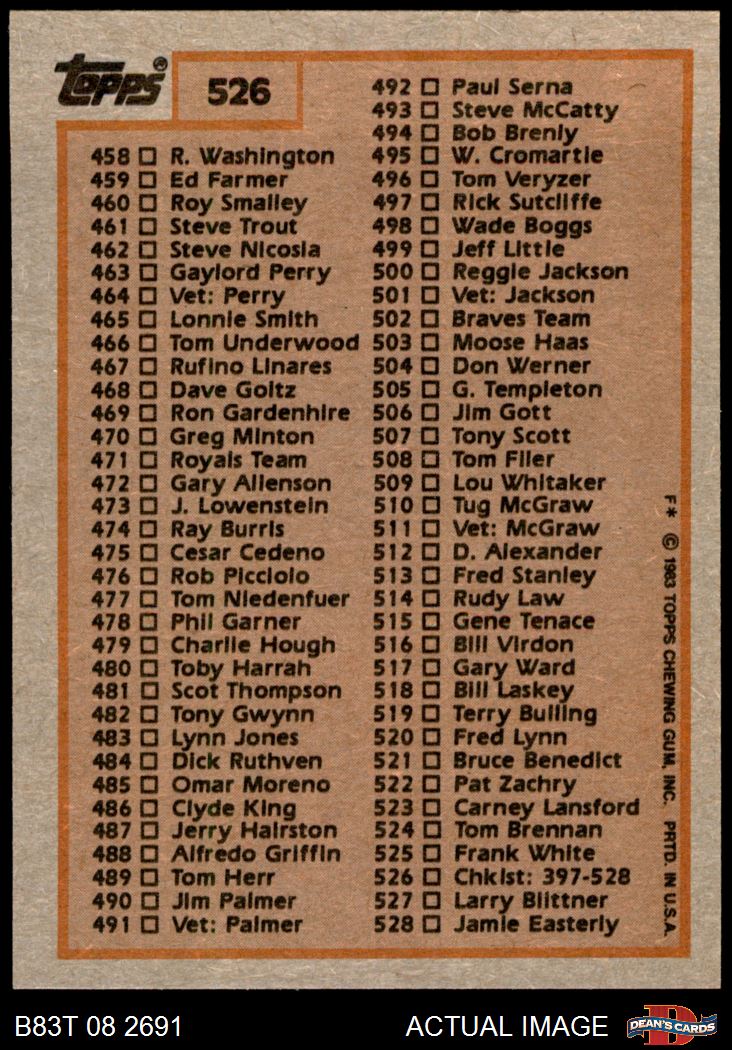 Topps® 526
458 ☐ R. Washington
459 ☐ Ed Farmer
460 ☐ Roy Smalley
461 ☐ Steve Trout
462 ☐ Steve Nicosia
463 ☐ Gaylord Perry
464 ☐ Vet: Perry
465 ☐ Lonnie Smith
466 ☐ Tom Underwood
467 ☐ Rufino Linares
468 ☐ Dave Goltz
469 ☐ Ron Gardenhire
470 ☐ Greg Minton
471 ☐ Royals Team
472 ☐ Gary Allenson
473 ☐ J. Lowenstein
474 ☐ Ray Burris
475 ☐ Cesar Cedeno
476 ☐ Rob Picciolo
477 ☐ Tom Niedenfuer
478 ☐ Phil Garner
479 ☐ Charlie Hough
480 ☐ Toby Harrah
481 ☐ Scot Thompson
482 ☐ Tony Gwynn
483 ☐ Lynn Jones
484 ☐ Dick Ruthven
485 ☐ Omar Moreno
486 ☐ Clyde King
487 ☐ Jerry Hairston
488 ☐ Alfredo Griffin
489 ☐ Tom Herr
490 ☐ Jim Palmer
491 ☐ Vet: Palmer
492 ☐ Paul Serna
493 ☐ Steve McCatty
494 ☐ Bob Brenly
495 ☐ W. Cromartie
496 ☐ Tom Veryzer
497 ☐ Rick Sutcliffe
498 ☐ Wade Boggs
499 ☐ Jeff Little
500 ☐ Reggie Jackson
501 ☐ Vet: Jackson
502 ☐ Braves Team
503 ☐ Moose Haas
504 ☐ Don Werner
505 ☐ G. Templeton
506 ☐ Jim Gott
507 ☐ Tony Scott
508 ☐ Tom Filer
509 ☐ Lou Whitaker
510 ☐ Tug McGraw
511 ☐ Vet: McGraw
512 ☐ D. Alexander
513 ☐ Fred Stanley
514 ☐ Rudy Law
515 ☐ Gene Tenace
516 ☐ Bill Virdon
517 ☐ Gary Ward
518 ☐ Bill Laskey
519 ☐ Terry Bulling
520 ☐ Fred Lynn
521 ☐ Bruce Benedict
522 ☐ Pat Zachry
523 ☐ Carney Lansford
524 ☐ Tom Brennan
525 ☐ Frank White
526 ☐ Chklst: 397-528
527 ☐ Larry Biittner
528 ☐ Jamie Easterly
F* © 1983 TOPPS CHEWING GUM, INC. PRTD. IN U.S.A.
B83T 08 2691
ACTUAL IMAGE
D
DEAN'S CARDS